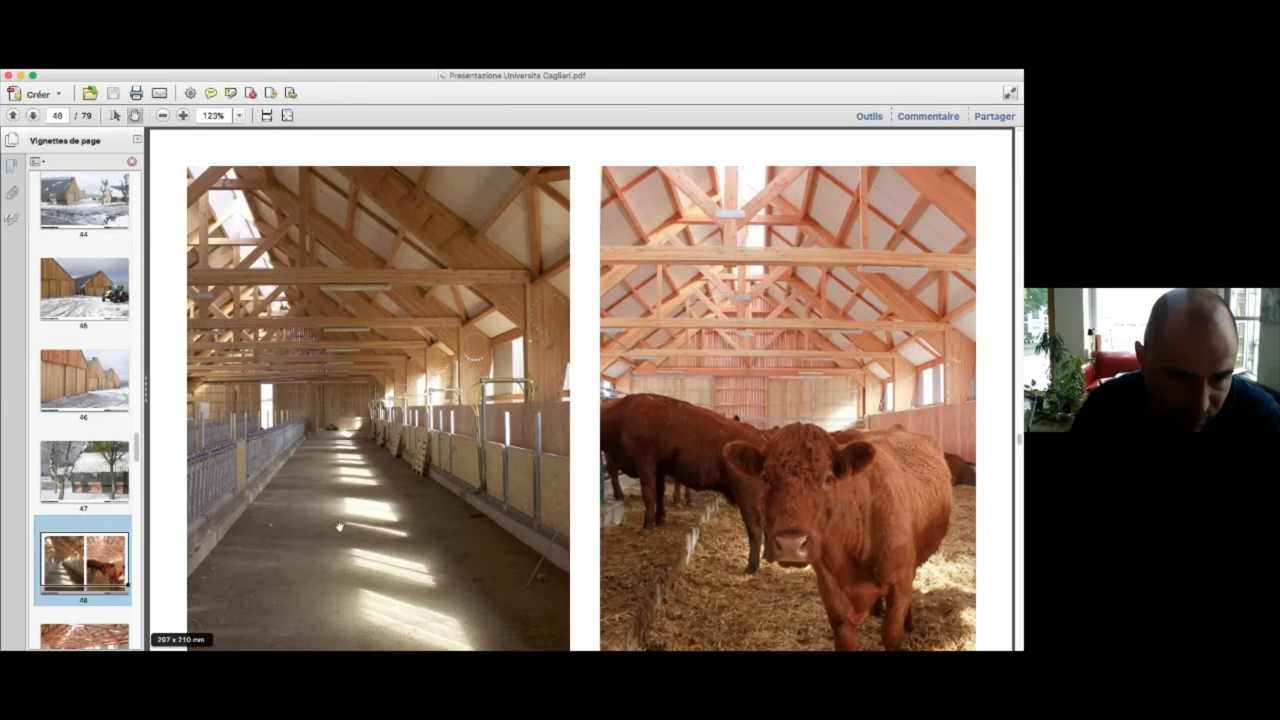 Presentazione Universita Cagliari.pdf
Créer
48 / 79
123%
Outils
Commentaire
Partager
Vignettes de page
44
45
46
47
48
297 x 210 mm